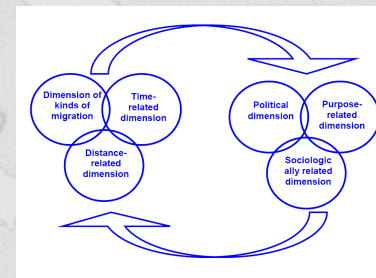 Dimension of
kinds of
migration
Time-
related
dimension
Distance-
related
dimension
Political
dimension
Purpose-
related
dimension
Sociologic
ally related
dimension